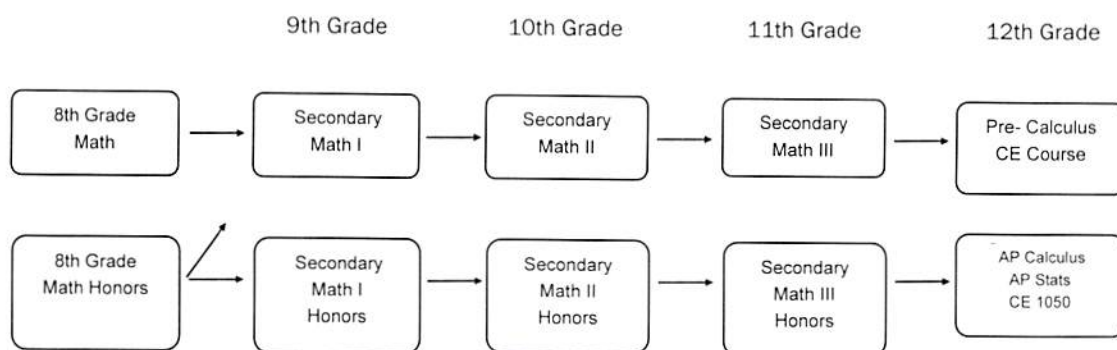 9th Grade
10th Grade
11th Grade
12th Grade
8th Grade
Math
Secondary
Math I
Secondary
Math II
Secondary
Math III
Pre- Calculus
CE Course
8th Grade
Math Honors
Secondary
Math I
Honors
Secondary
Math II
Honors
Secondary
Math III
Honors
AP Calculus
AP Stats
CE 1050